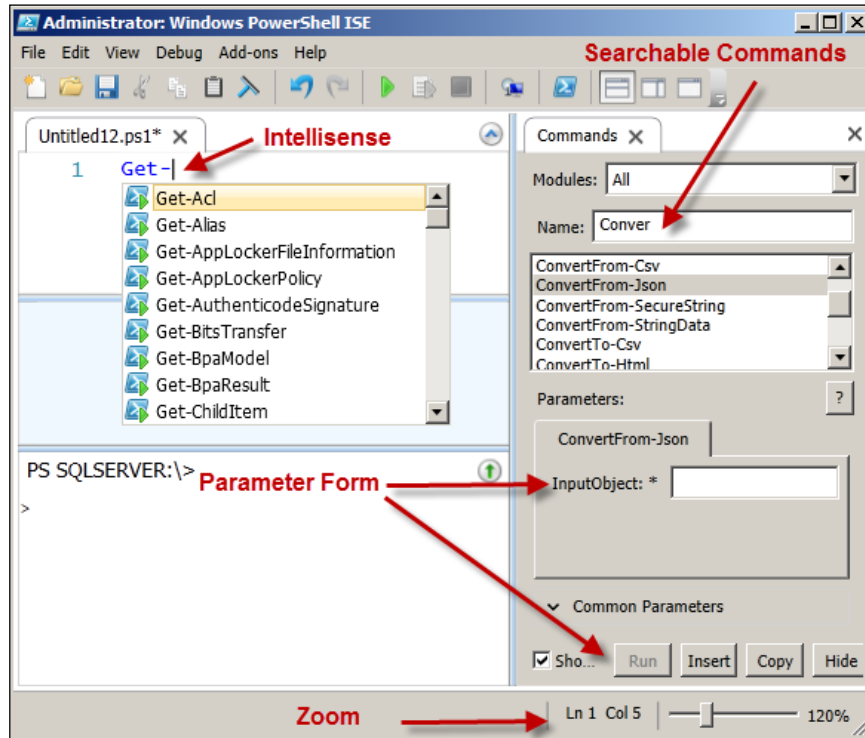 Administrator: Windows PowerShell ISE
File Edit View Debug Add-ons Help
Searchable Commands
Untitled12.ps1* X
Intellisense
1 Get-
Get-Acl
Get-Alias
Get-AppLockerFileInformation
Get-AppLockerPolicy
Get-AuthenticodeSignature
Get-BitsTransfer
Get-BpaModel
Get-BpaResult
Get-ChildItem
PS SQLSERVER:\>
>
Parameter Form
Commands X
Modules: All
Name: Conver
ConvertFrom-Csv
ConvertFrom-Json
ConvertFrom-SecureString
ConvertFrom-StringData
ConvertTo-Csv
ConvertTo-Html
Parameters: ?
ConvertFrom-Json
InputObject: *
Common Parameters
Sho... Run Insert Copy Hide
Zoom
Ln 1 Col 5 120%